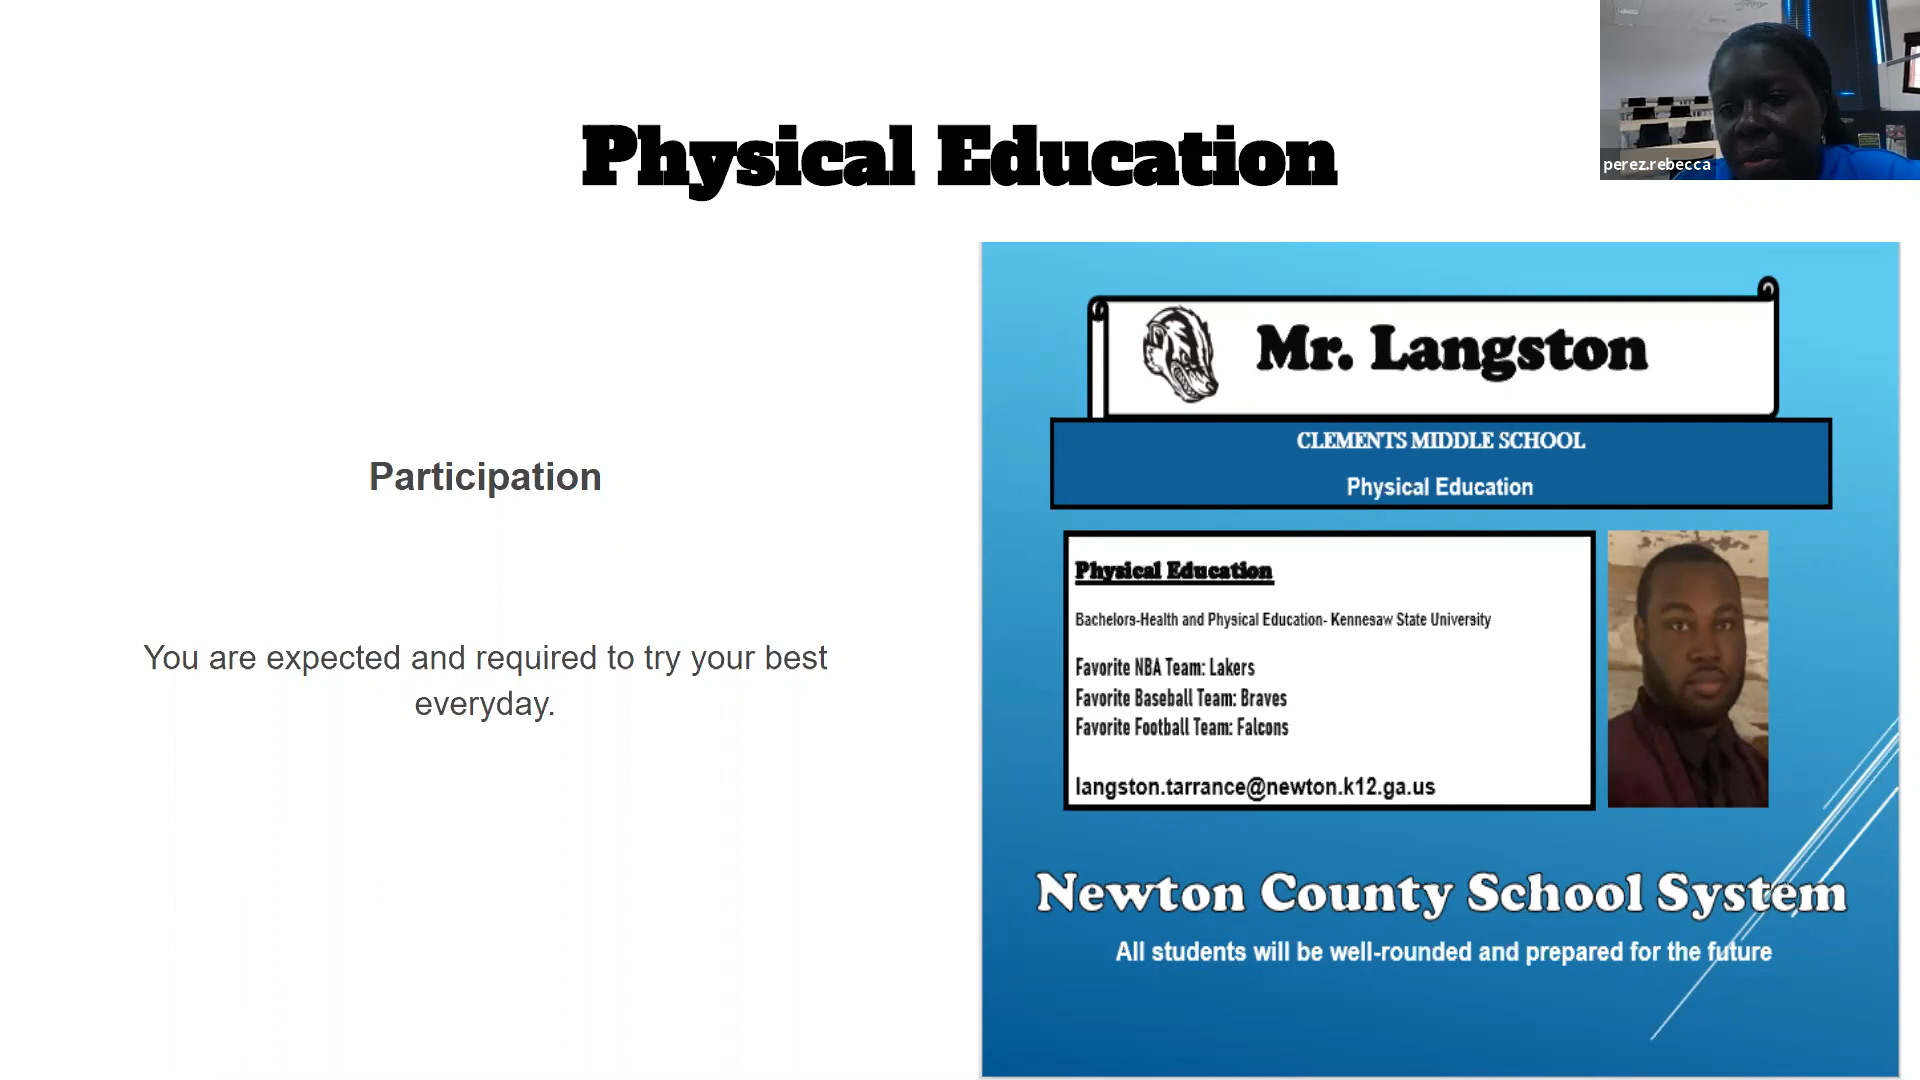 Physical Education
perez.rebecca
Participation
You are expected and required to try your best
everyday.
Mr. Langston
CLEMENTS MIDDLE SCHOOL
Physical Education
Physical Education
Bachelors-Health and Physical Education- Kennesaw State University
Favorite NBA Team: Lakers
Favorite Baseball Team: Braves
Favorite Football Team: Falcons
langston.tarrance@newton.k12.ga.us
Newton County School System
All students will be well-rounded and prepared for the future